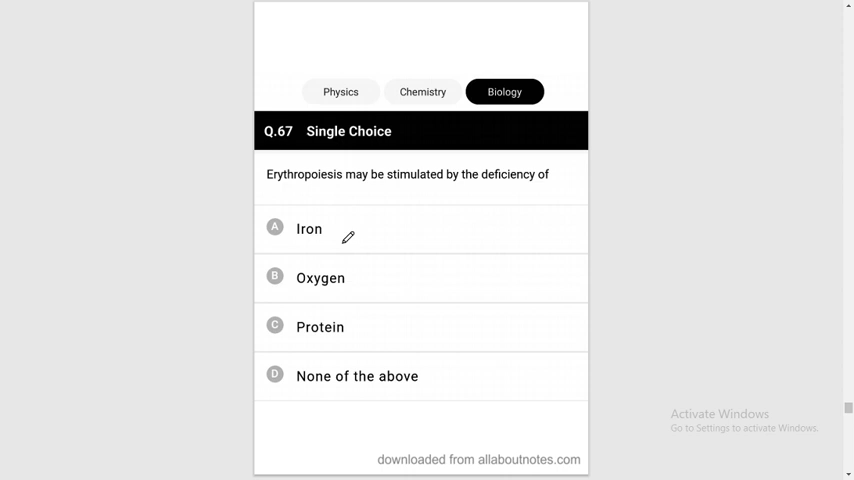 Physics Chemistry Biology
Q.67 Single Choice
Erythropoiesis may be stimulated by the deficiency of
A Iron
B Oxygen
C Protein
D None of the above
Activate Windows
Go to Settings to activate Windows.
downloaded from allaboutnotes.com